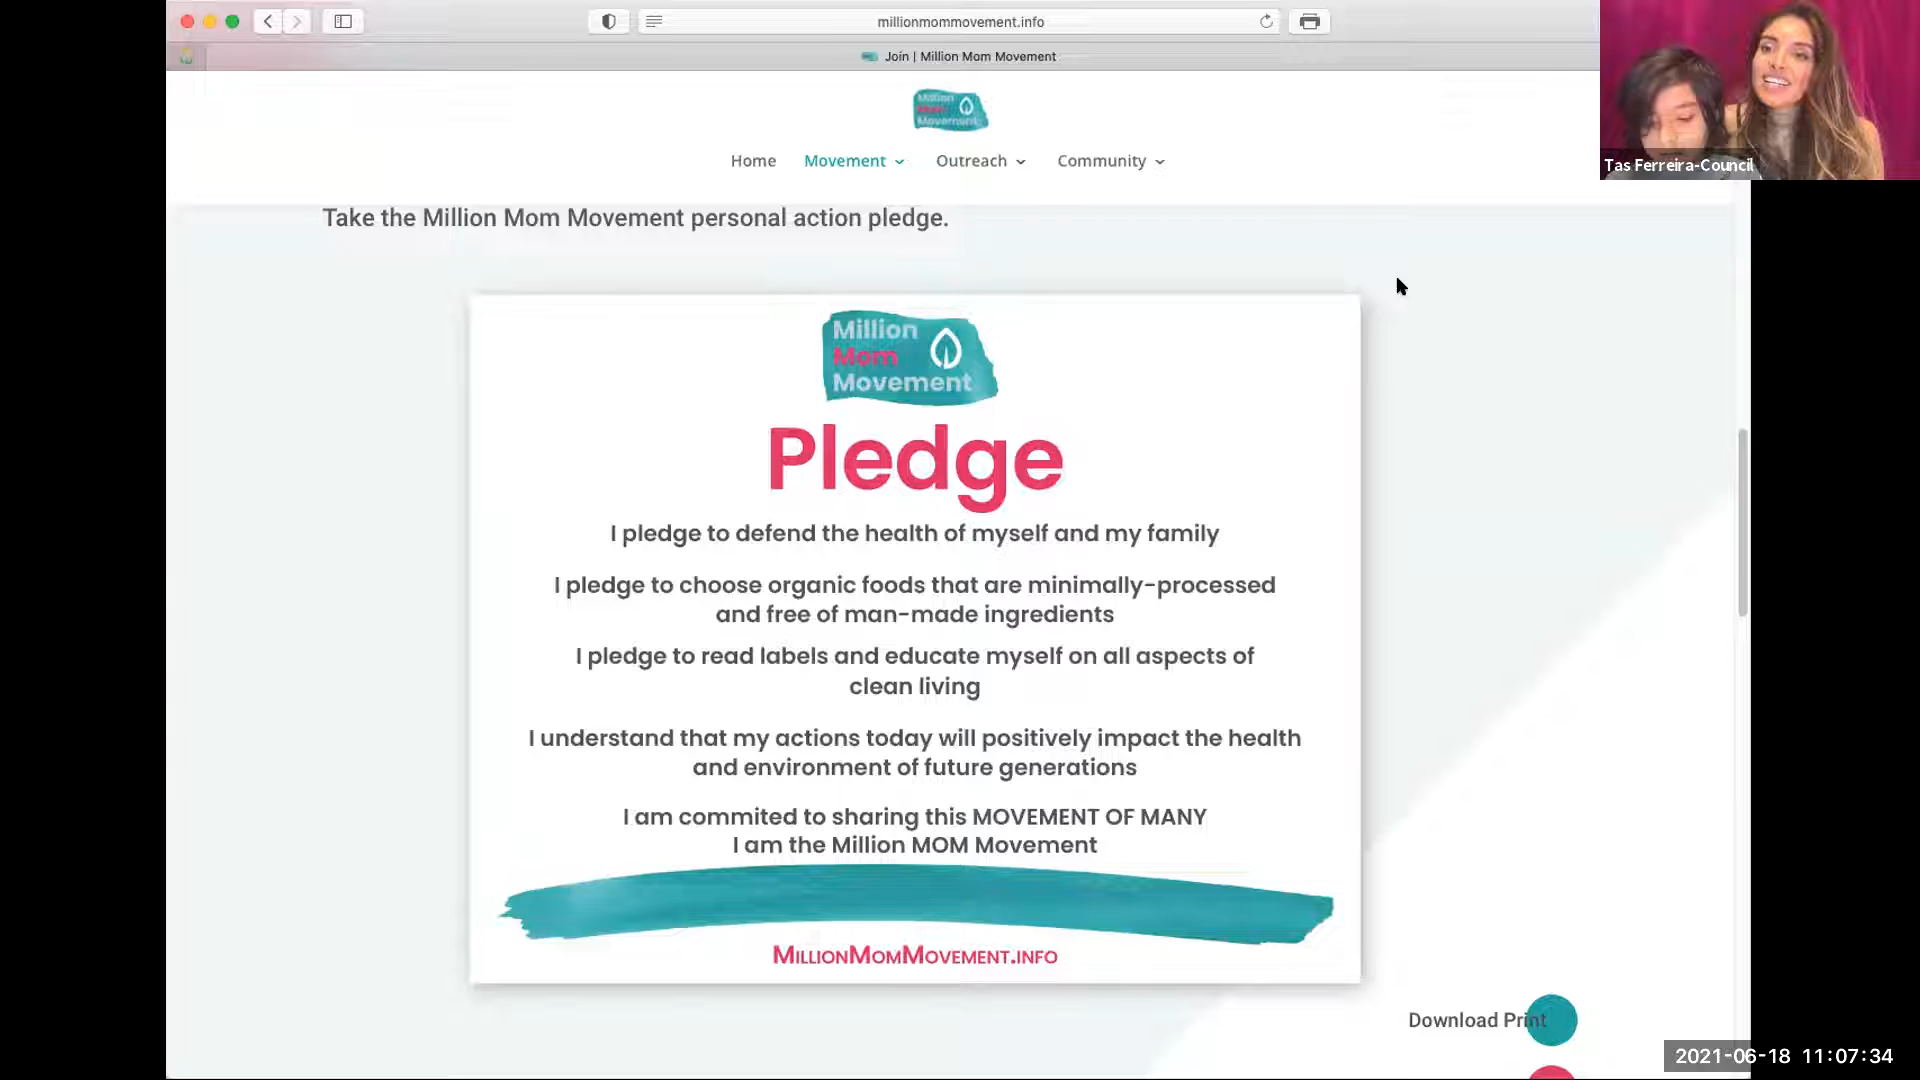 millionmommovement.info
Join | Million Mom Movement
Million
Mom
Movement
Home Movement Outreach Community
Tas Ferreira-Council
Take the Million Mom Movement personal action pledge.
Million
Mom
Movement
Pledge
I pledge to defend the health of myself and my family
I pledge to choose organic foods that are minimally-processed
and free of man-made ingredients
I pledge to read labels and educate myself on all aspects of
clean living
I understand that my actions today will positively impact the health
and environment of future generations
I am commited to sharing this MOVEMENT OF MANY
I am the Million MOM Movement
MILLIONMOMMOVEMENT.INFO
Download Print
2021-06-18 11:07:34